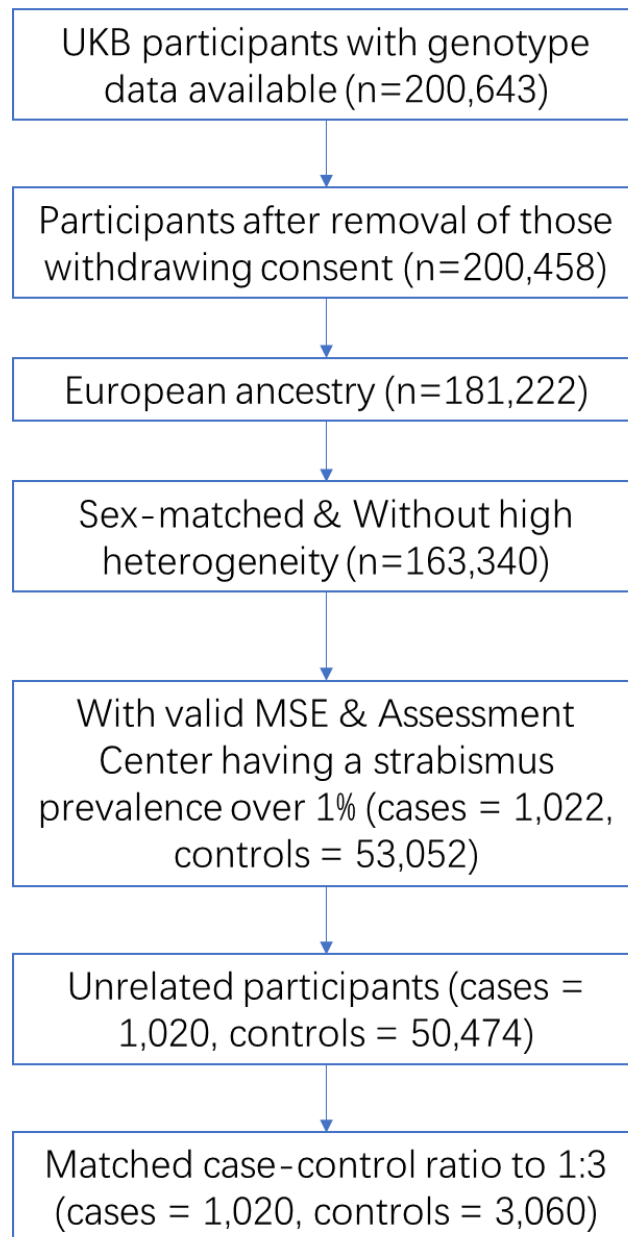 UKB participants with genotype
data available (n=200,643)
Participants after removal of those
withdrawing consent (n=200,458)
European ancestry (n=181,222)
Sex-matched & Without high
heterogeneity (n=163,340)
With valid MSE & Assessment
Center having a strabismus
prevalence over 1% (cases = 1,022,
controls = 53,052)
Unrelated participants (cases =
1,020, controls = 50,474)
Matched case-control ratio to 1:3
(cases = 1,020, controls = 3,060)